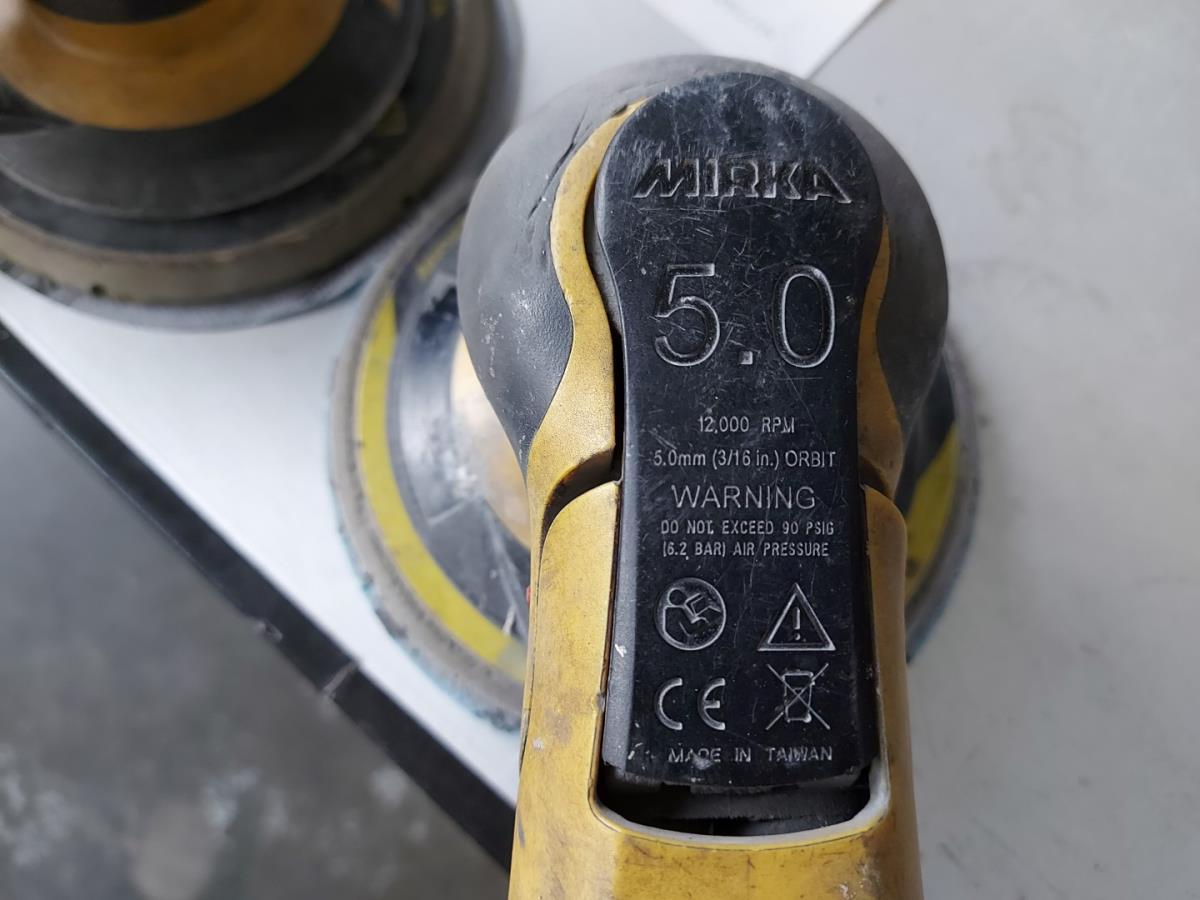 MIRKA
5.0
12,000 RPM
5.0mm (3/16 in.) ORBIT
WARNING
DO NOT EXCEED 90 PSIG
(6.2 BAR) AIR PRESSURE
CE
MADE IN TAIWAN